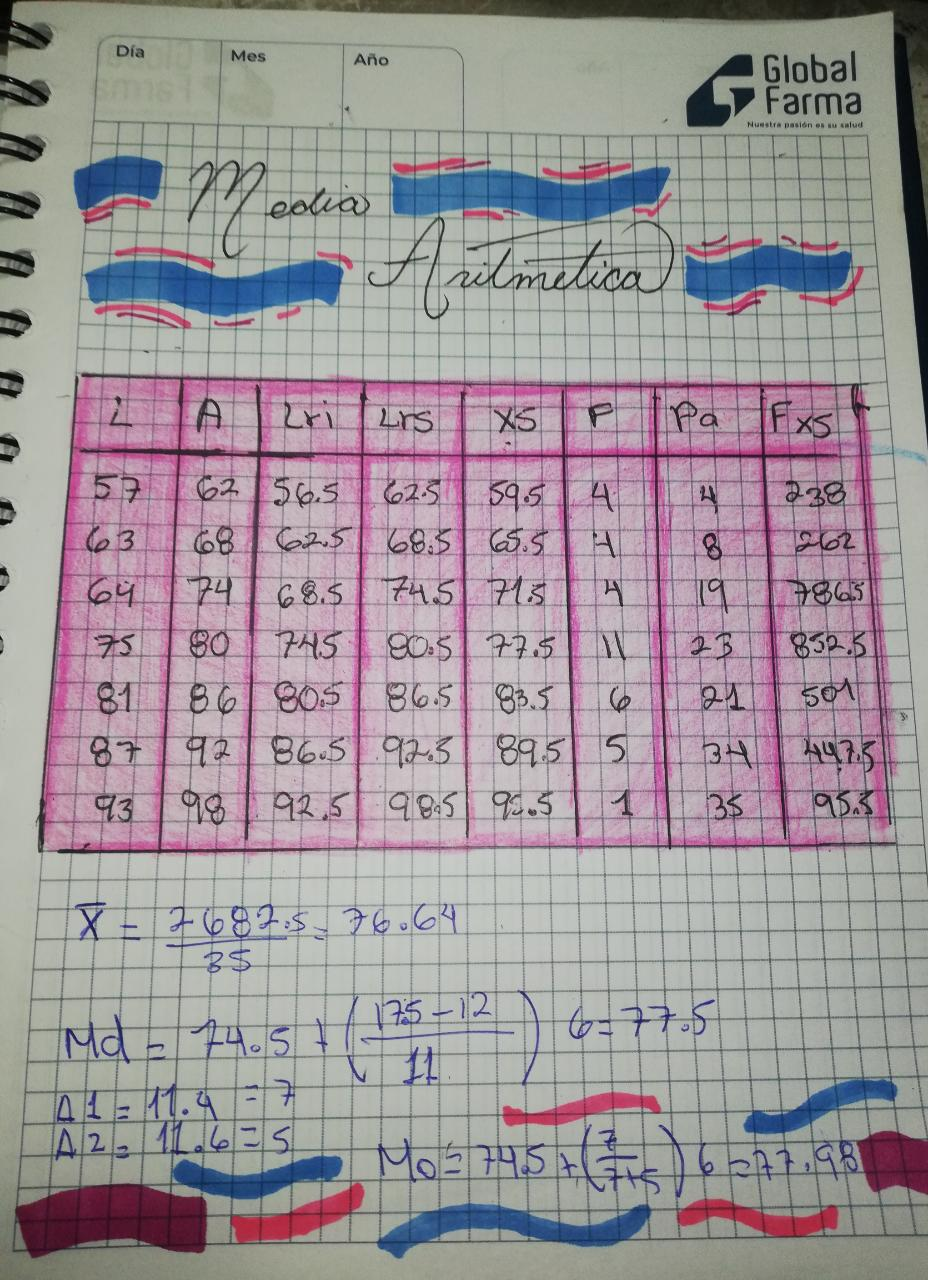 Día Mes Año
Global
Farma
Nuestra pasión es su salud
Media
Aritmetica
L A Lri Lrs XS F Pa Fxs
57 62 56.5 62.5 59.5 4 4 238
63 68 62.5 68.5 65.5 4 8 262
69 74 68.5 74.5 71.5 4 19 786.5
75 80 74.5 80.5 77.5 11 23 852.5
81 86 80.5 86.5 83.5 6 21 501
87 92 86.5 92.5 89.5 5 34 447.5
93 98 92.5 98.5 95.5 1 35 95.5
X̅ = 2682.5/35 = 76.64
Md = 74.5 + (17.5-12/11) 6=77.5
Δ1 = 11.4 = 7
Δ2 = 11.6 = 5
Mo = 74.5 + (7/7+5) 6 = 77.98